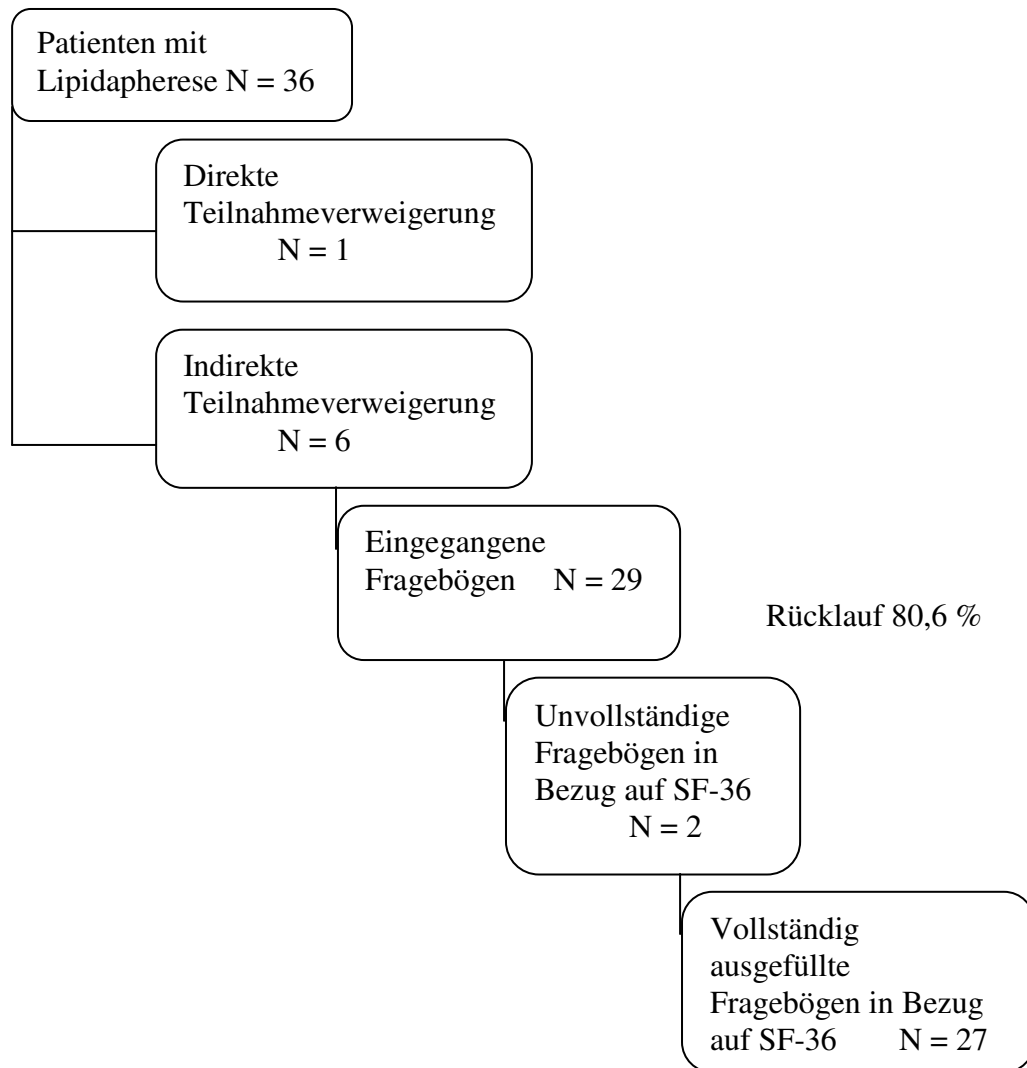 Patienten mit
Lipidapherese N = 36
Direkte
Teilnahmeverweigerung
N = 1
Indirekte
Teilnahmeverweigerung
N = 6
Eingegangene
Fragebögen N = 29
Rücklauf 80,6 %
Unvollständige
Fragebögen in
Bezug auf SF-36
N = 2
Vollständig
ausgefüllte
Fragebögen in Bezug
auf SF-36 N = 27